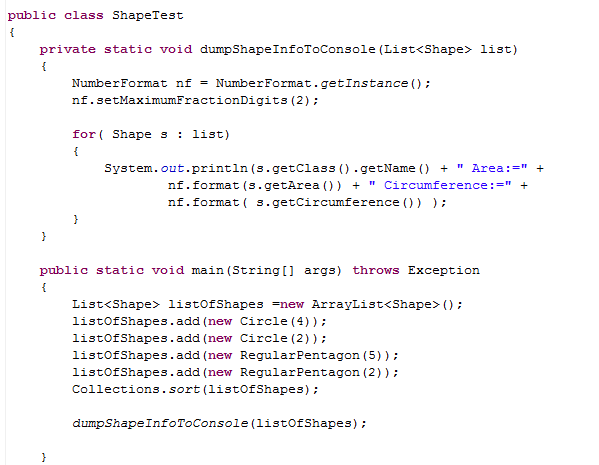 public class ShapeTest
{
private static void dumpShapeInfoToConsole(List<Shape> list)
{
NumberFormat nf = NumberFormat.getInstance();
nf.setMaximumFractionDigits(2);
for( Shape s : list)
{
System.out.println(s.getClass().getName() + " Area:=" +
nf.format(s.getArea()) + " Circumference:=" +
nf.format( s.getCircumference()) );
}
}
public static void main(String[] args) throws Exception
{
List<Shape> listOfShapes =new ArrayList<Shape>();
listOfShapes.add(new Circle(4));
listOfShapes.add(new Circle(2));
listOfShapes.add(new RegularPentagon(5));
listOfShapes.add(new RegularPentagon(2));
Collections.sort(listOfShapes);
dumpShapeInfoToConsole(listOfShapes);
}